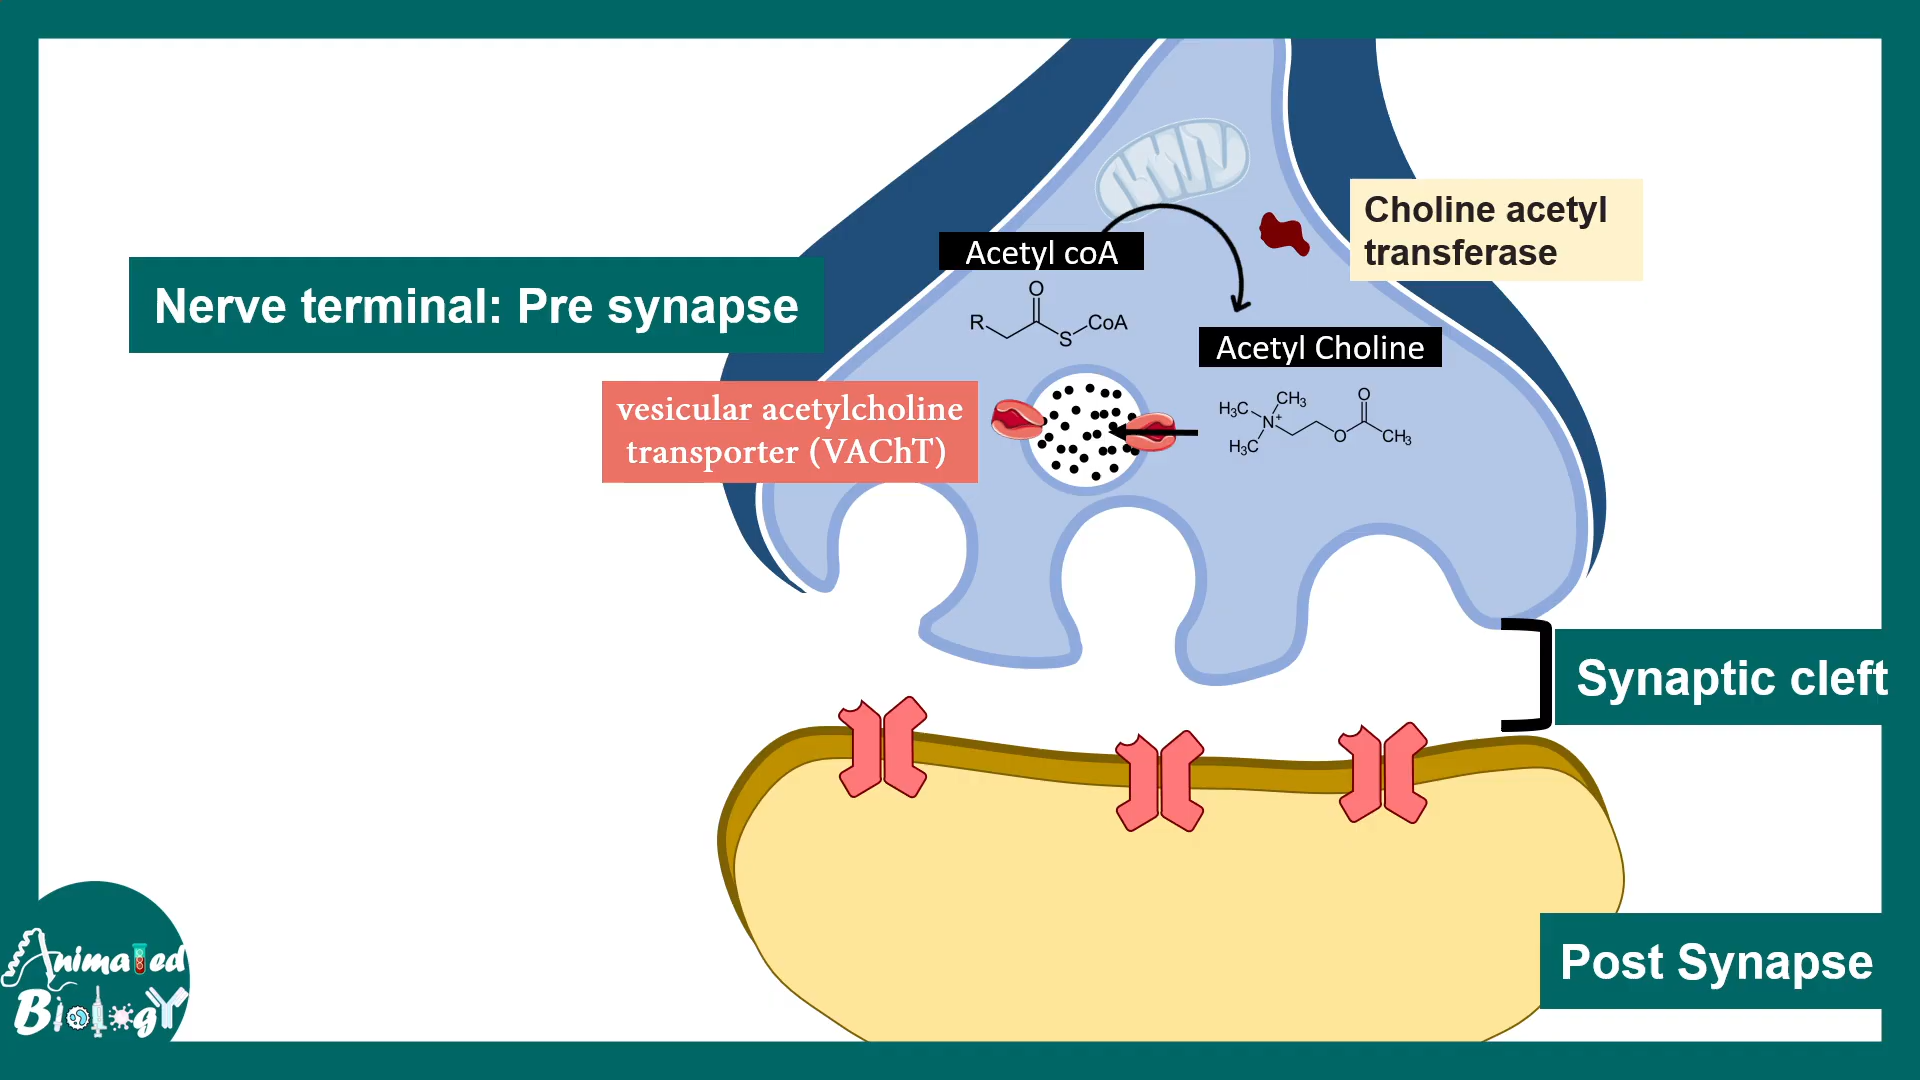 Choline acetyl
transferase
Acetyl coA
O
R
S
CoA
Nerve terminal: Pre synapse
Acetyl Choline
vesicular acetylcholine
transporter (VAChT)
H₃C
CH₃
N⁺
H₃C
O
O
CH₃
Synaptic cleft
Post Synapse
Animated
Biology